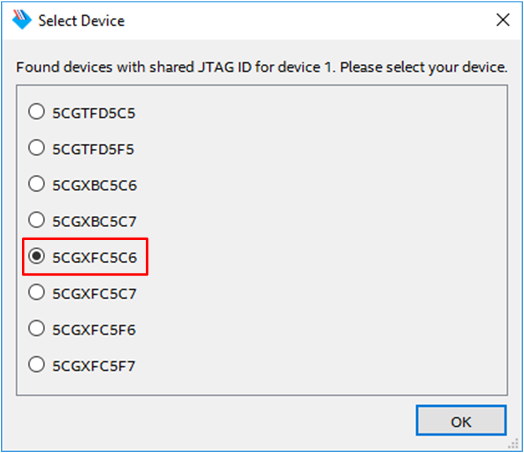 Select Device
Found devices with shared JTAG ID for device 1. Please select your device.
5CGTFD5C5
5CGTFD5F5
5CGXBC5C6
5CGXBC5C7
5CGXFC5C6
5CGXFC5C7
5CGXFC5F6
5CGXFC5F7
OK